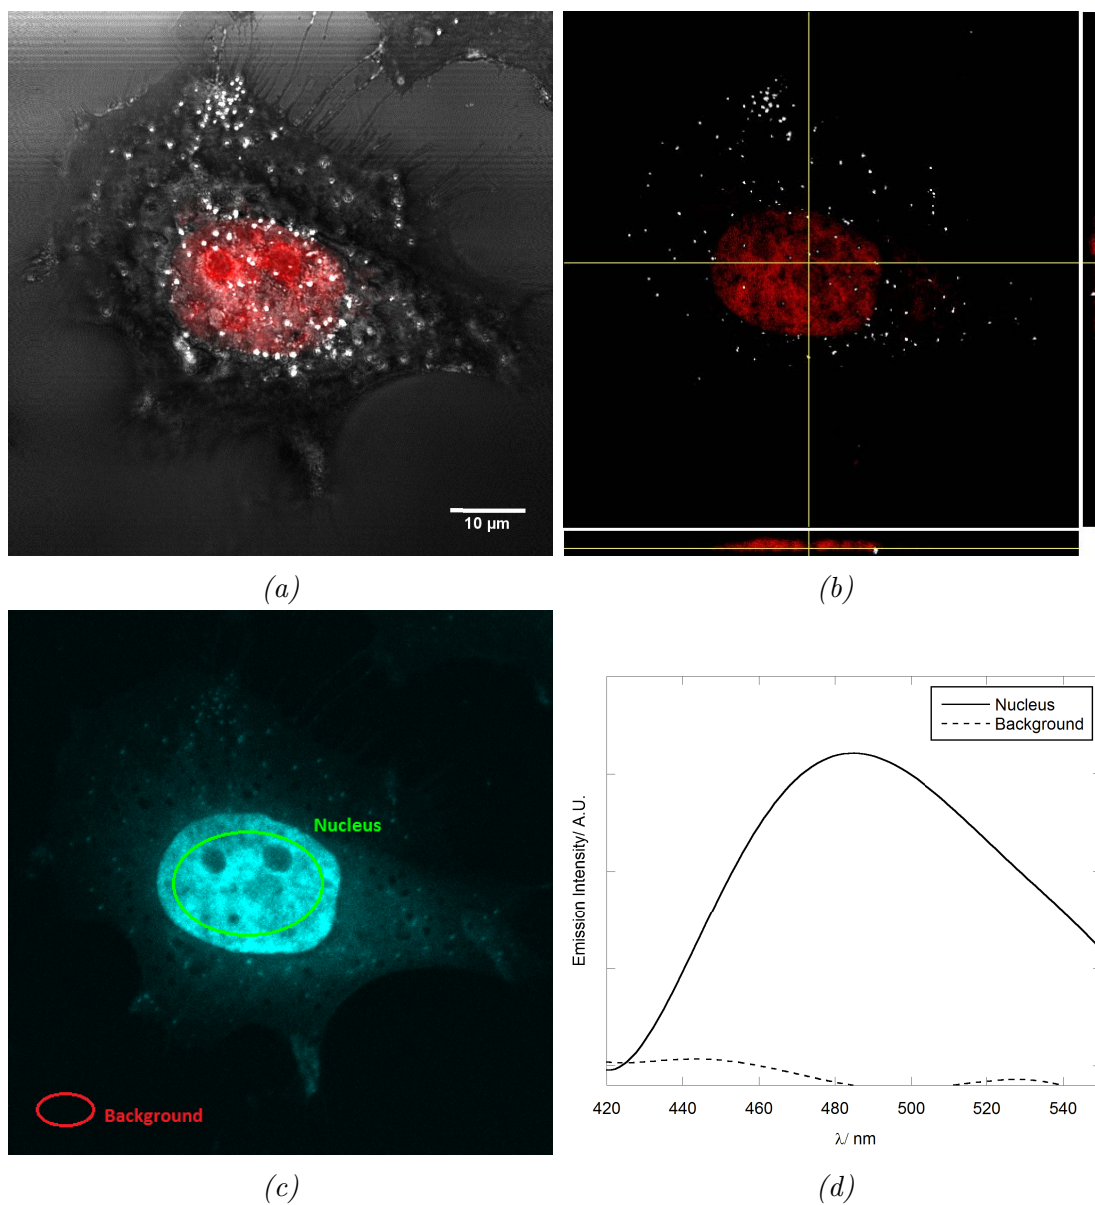 10 µm
(a)
(b)
Nucleus
Background
(c)
Nucleus
Background
Emission Intensity/ A.U.
420 440 460 480 500 520 540
λ/ nm
(d)